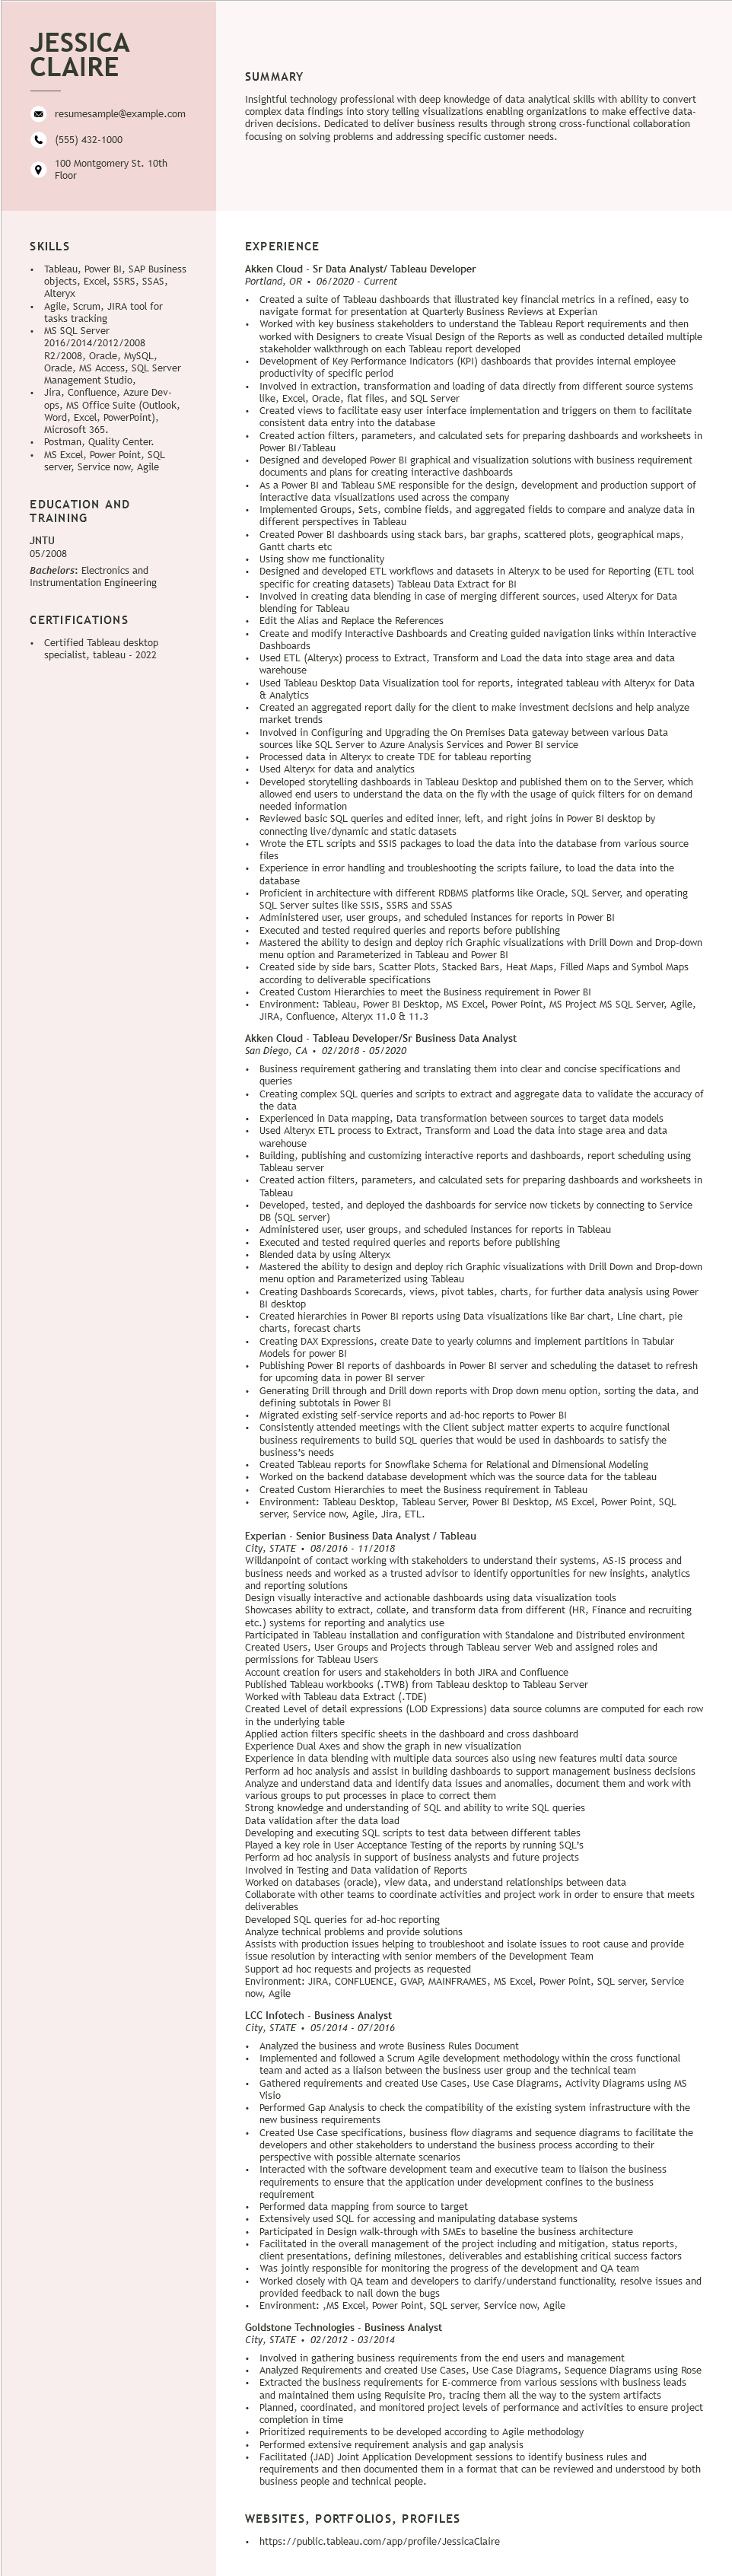 JESSICA
CLAIRE
resumesample@example.com
(555) 432-1000
100 Montgomery St. 10th
Floor
SUMMARY
Insightful technology professional with deep knowledge of data analytical skills with ability to convert
complex data findings into story telling visualizations enabling organizations to make effective data-
driven decisions. Dedicated to deliver business results through strong cross-functional collaboration
focusing on solving problems and addressing specific customer needs.
SKILLS
• Tableau, Power BI, SAP Business
objects, Excel, SSRS, SSAS,
Alteryx
• Agile, Scrum, JIRA tool for
tasks tracking
• MS SQL Server
2016/2014/2012/2008
R2/2008, Oracle, MySQL,
Oracle, MS Access, SQL Server
Management Studio,
• Jira, Confluence, Azure Dev-
ops, MS Office Suite (Outlook,
Word, Excel, PowerPoint),
Microsoft 365.
• Postman, Quality Center.
• MS Excel, Power Point, SQL
server, Service now, Agile
EDUCATION AND
TRAINING
JNTU
05/2008
Bachelors: Electronics and
Instrumentation Engineering
CERTIFICATIONS
• Certified Tableau desktop
specialist, tableau - 2022
EXPERIENCE
Akken Cloud - Sr Data Analyst/ Tableau Developer
Portland, OR • 06/2020 - Current
• Created a suite of Tableau dashboards that illustrated key financial metrics in a refined, easy to
navigate format for presentation at Quarterly Business Reviews at Experian
• Worked with key business stakeholders to understand the Tableau Report requirements and then
worked with Designers to create Visual Design of the Reports as well as conducted detailed multiple
stakeholder walkthrough on each Tableau report developed
• Development of Key Performance Indicators (KPI) dashboards that provides internal employee
productivity of specific period
• Involved in extraction, transformation and loading of data directly from different source systems
like, Excel, Oracle, flat files, and SQL Server
• Created views to facilitate easy user interface implementation and triggers on them to facilitate
consistent data entry into the database
• Created action filters, parameters, and calculated sets for preparing dashboards and worksheets in
Power BI/Tableau
• Designed and developed Power BI graphical and visualization solutions with business requirement
documents and plans for creating interactive dashboards
• As a Power BI and Tableau SME responsible for the design, development and production support of
interactive data visualizations used across the company
• Implemented Groups, Sets, combine fields, and aggregated fields to compare and analyze data in
different perspectives in Tableau
• Created Power BI dashboards using stack bars, bar graphs, scattered plots, geographical maps,
Gantt charts etc
• Using show me functionality
• Designed and developed ETL workflows and datasets in Alteryx to be used for Reporting (ETL tool
specific for creating datasets) Tableau Data Extract for BI
• Involved in creating data blending in case of merging different sources, used Alteryx for Data
blending for Tableau
• Edit the Alias and Replace the References
• Create and modify Interactive Dashboards and Creating guided navigation links within Interactive
Dashboards
• Used ETL (Alteryx) process to Extract, Transform and Load the data into stage area and data
warehouse
• Used Tableau Desktop Data Visualization tool for reports, integrated tableau with Alteryx for Data
& Analytics
• Created an aggregated report daily for the client to make investment decisions and help analyze
market trends
• Involved in Configuring and Upgrading the On Premises Data gateway between various Data
sources like SQL Server to Azure Analysis Services and Power BI service
• Processed data in Alteryx to create TDE for tableau reporting
• Used Alteryx for data and analytics
• Developed storytelling dashboards in Tableau Desktop and published them on to the Server, which
allowed end users to understand the data on the fly with the usage of quick filters for on demand
needed information
• Reviewed basic SQL queries and edited inner, left, and right joins in Power BI desktop by
connecting live/dynamic and static datasets
• Wrote the ETL scripts and SSIS packages to load the data into the database from various source
files
• Experience in error handling and troubleshooting the scripts failure, to load the data into the
database
• Proficient in architecture with different RDBMS platforms like Oracle, SQL Server, and operating
SQL Server suites like SSIS, SSRS and SSAS
• Administered user, user groups, and scheduled instances for reports in Power BI
• Executed and tested required queries and reports before publishing
• Mastered the ability to design and deploy rich Graphic visualizations with Drill Down and Drop-down
menu option and Parameterized in Tableau and Power BI
• Created side by side bars, Scatter Plots, Stacked Bars, Heat Maps, Filled Maps and Symbol Maps
according to deliverable specifications
• Created Custom Hierarchies to meet the Business requirement in Power BI
• Environment: Tableau, Power BI Desktop, MS Excel, Power Point, MS Project MS SQL Server, Agile,
JIRA, Confluence, Alteryx 11.0 & 11.3
Akken Cloud - Tableau Developer/Sr Business Data Analyst
San Diego, CA • 02/2018 - 05/2020
• Business requirement gathering and translating them into clear and concise specifications and
queries
• Creating complex SQL queries and scripts to extract and aggregate data to validate the accuracy of
the data
• Experienced in Data mapping, Data transformation between sources to target data models
• Used Alteryx ETL process to Extract, Transform and Load the data into stage area and data
warehouse
• Building, publishing and customizing interactive reports and dashboards, report scheduling using
Tableau server
• Created action filters, parameters, and calculated sets for preparing dashboards and worksheets in
Tableau
• Developed, tested, and deployed the dashboards for service now tickets by connecting to Service
DB (SQL server)
• Administered user, user groups, and scheduled instances for reports in Tableau
• Executed and tested required queries and reports before publishing
• Blended data by using Alteryx
• Mastered the ability to design and deploy rich Graphic visualizations with Drill Down and Drop-down
menu option and Parameterized using Tableau
• Creating Dashboards Scorecards, views, pivot tables, charts, for further data analysis using Power
BI desktop
• Created hierarchies in Power BI reports using Data visualizations like Bar chart, Line chart, pie
charts, forecast charts
• Creating DAX Expressions, create Date to yearly columns and implement partitions in Tabular
Models for power BI
• Publishing Power BI reports of dashboards in Power BI server and scheduling the dataset to refresh
for upcoming data in power BI server
• Generating Drill through and Drill down reports with Drop down menu option, sorting the data, and
defining subtotals in Power BI
• Migrated existing self-service reports and ad-hoc reports to Power BI
• Consistently attended meetings with the Client subject matter experts to acquire functional
business requirements to build SQL queries that would be used in dashboards to satisfy the
business's needs
• Created Tableau reports for Snowflake Schema for Relational and Dimensional Modeling
• Worked on the backend database development which was the source data for the tableau
• Created Custom Hierarchies to meet the Business requirement in Tableau
• Environment: Tableau Desktop, Tableau Server, Power BI Desktop, MS Excel, Power Point, SQL
server, Service now, Agile, Jira, ETL.
Experian - Senior Business Data Analyst / Tableau
City, STATE • 08/2016 - 11/2018
Willdanpoint of contact working with stakeholders to understand their systems, AS-IS process and
business needs and worked as a trusted advisor to identify opportunities for new insights, analytics
and reporting solutions
Design visually interactive and actionable dashboards using data visualization tools
Showcases ability to extract, collate, and transform data from different (HR, Finance and recruiting
etc.) systems for reporting and analytics use
Participated in Tableau installation and configuration with Standalone and Distributed environment
Created Users, User Groups and Projects through Tableau server Web and assigned roles and
permissions for Tableau Users
Account creation for users and stakeholders in both JIRA and Confluence
Published Tableau workbooks (.TWB) from Tableau desktop to Tableau Server
Worked with Tableau data Extract (.TDE)
Created Level of detail expressions (LOD Expressions) data source columns are computed for each row
in the underlying table
Applied action filters specific sheets in the dashboard and cross dashboard
Experience Dual Axes and show the graph in new visualization
Experience in data blending with multiple data sources also using new features multi data source
Perform ad hoc analysis and assist in building dashboards to support management business decisions
Analyze and understand data and identify data issues and anomalies, document them and work with
various groups to put processes in place to correct them
Strong knowledge and understanding of SQL and ability to write SQL queries
Data validation after the data load
Developing and executing SQL scripts to test data between different tables
Played a key role in User Acceptance Testing of the reports by running SQL's
Perform ad hoc analysis in support of business analysts and future projects
Involved in Testing and Data validation of Reports
Worked on databases (oracle), view data, and understand relationships between data
Collaborate with other teams to coordinate activities and project work in order to ensure that meets
deliverables
Developed SQL queries for ad-hoc reporting
Analyze technical problems and provide solutions
Assists with production issues helping to troubleshoot and isolate issues to root cause and provide
issue resolution by interacting with senior members of the Development Team
Support ad hoc requests and projects as requested
Environment: JIRA, CONFLUENCE, GVAP, MAINFRAMES, MS Excel, Power Point, SQL server, Service
now, Agile
LCC Infotech - Business Analyst
City, STATE • 05/2014 - 07/2016
• Analyzed the business and wrote Business Rules Document
• Implemented and followed a Scrum Agile development methodology within the cross functional
team and acted as a liaison between the business user group and the technical team
• Gathered requirements and created Use Cases, Use Case Diagrams, Activity Diagrams using MS
Visio
• Performed Gap Analysis to check the compatibility of the existing system infrastructure with the
new business requirements
• Created Use Case specifications, business flow diagrams and sequence diagrams to facilitate the
developers and other stakeholders to understand the business process according to their
perspective with possible alternate scenarios
• Interacted with the software development team and executive team to liaison the business
requirements to ensure that the application under development confines to the business
requirement
• Performed data mapping from source to target
• Extensively used SQL for accessing and manipulating database systems
• Participated in Design walk-through with SMEs to baseline the business architecture
• Facilitated in the overall management of the project including and mitigation, status reports,
client presentations, defining milestones, deliverables and establishing critical success factors
• Was jointly responsible for monitoring the progress of the development and QA team
• Worked closely with QA team and developers to clarify/understand functionality, resolve issues and
provided feedback to nail down the bugs
• Environment: ,MS Excel, Power Point, SQL server, Service now, Agile
Goldstone Technologies - Business Analyst
City, STATE • 02/2012 - 03/2014
• Involved in gathering business requirements from the end users and management
• Analyzed Requirements and created Use Cases, Use Case Diagrams, Sequence Diagrams using Rose
• Extracted the business requirements for E-commerce from various sessions with business leads
and maintained them using Requisite Pro, tracing them all the way to the system artifacts
• Planned, coordinated, and monitored project levels of performance and activities to ensure project
completion in time
• Prioritized requirements to be developed according to Agile methodology
• Performed extensive requirement analysis and gap analysis
• Facilitated (JAD) Joint Application Development sessions to identify business rules and
requirements and then documented them in a format that can be reviewed and understood by both
business people and technical people.
WEBSITES, PORTFOLIOS, PROFILES
• https://public.tableau.com/app/profile/JessicaClaire